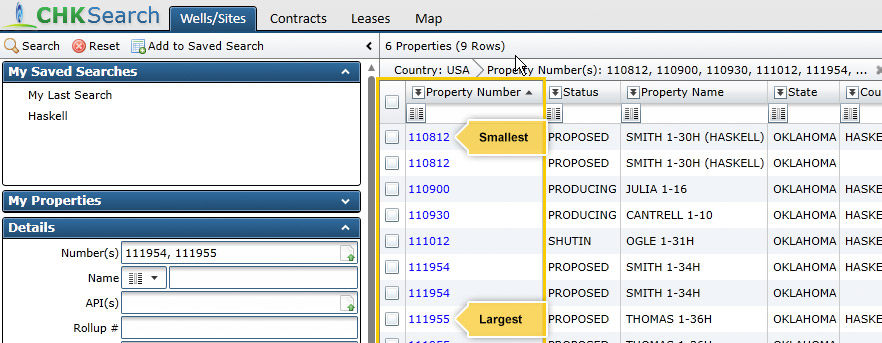 CHKSearch Wells/Sites Contracts Leases Map
Search Reset Add to Saved Search
6 Properties (9 Rows)
My Saved Searches
My Last Search
Haskell
My Properties
Details
Number(s) 111954, 111955
Name
API(s)
Rollup #
Country: USA Property Number(s): 110812, 110900, 110930, 111012, 111954, ...
Property Number Status Property Name State Cou
110812 Smallest PROPOSED SMITH 1-30H (HASKELL) OKLAHOMA HASKE
110812 PROPOSED SMITH 1-30H (HASKELL) OKLAHOMA
110900 PRODUCING JULIA 1-16 OKLAHOMA HASKE
110930 PRODUCING CANTRELL 1-10 OKLAHOMA HASKE
111012 SHUTIN OGLE 1-31H OKLAHOMA HASKE
111954 PROPOSED SMITH 1-34H OKLAHOMA HASKE
111954 PROPOSED SMITH 1-34H OKLAHOMA
111955 Largest PROPOSED THOMAS 1-36H OKLAHOMA HASKE